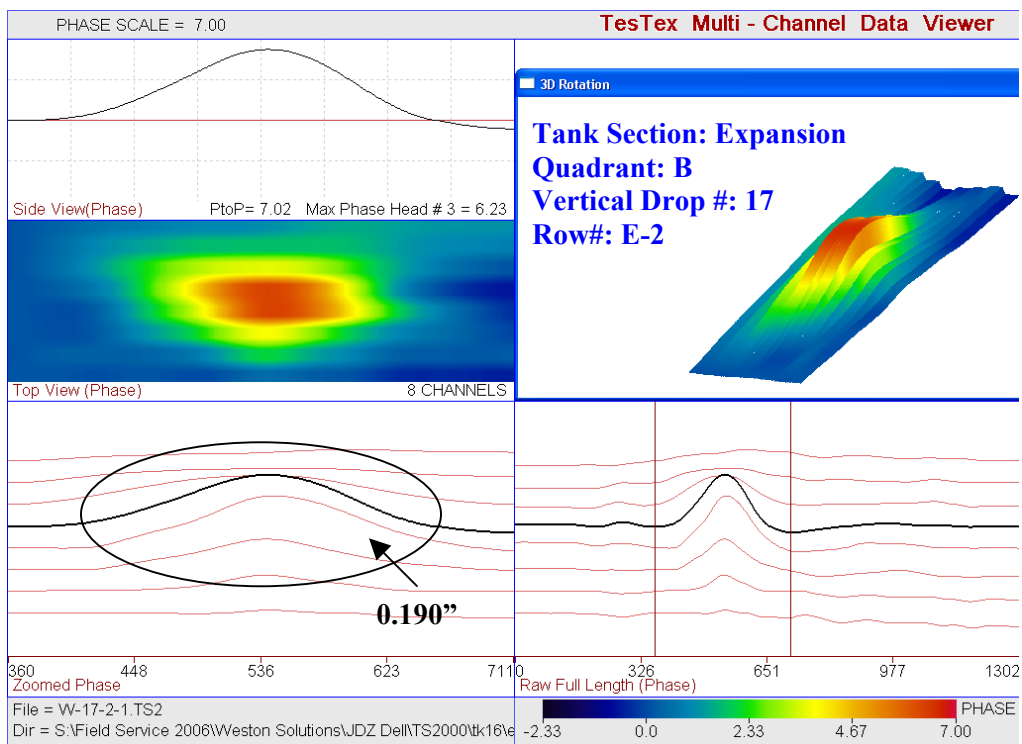 PHASE SCALE = 7.00
TesTex Multi - Channel Data Viewer
Side View(Phase)
PtoP= 7.02 Max Phase Head # 3 = 6.23
3D Rotation
Tank Section: Expansion
Quadrant: B
Vertical Drop #: 17
Row#: E-2
Top View (Phase)
8 CHANNELS
0.190”
360 448 536 623 711
Zoomed Phase
0 326 651 977 1302
Raw Full Length (Phase)
File = W-17-2-1.TS2
Dir = S:\Field Service 2006\Weston Solutions\JDZ Dell\TS2000\tk16\e
PHASE
-2.33 0.0 2.33 4.67 7.00